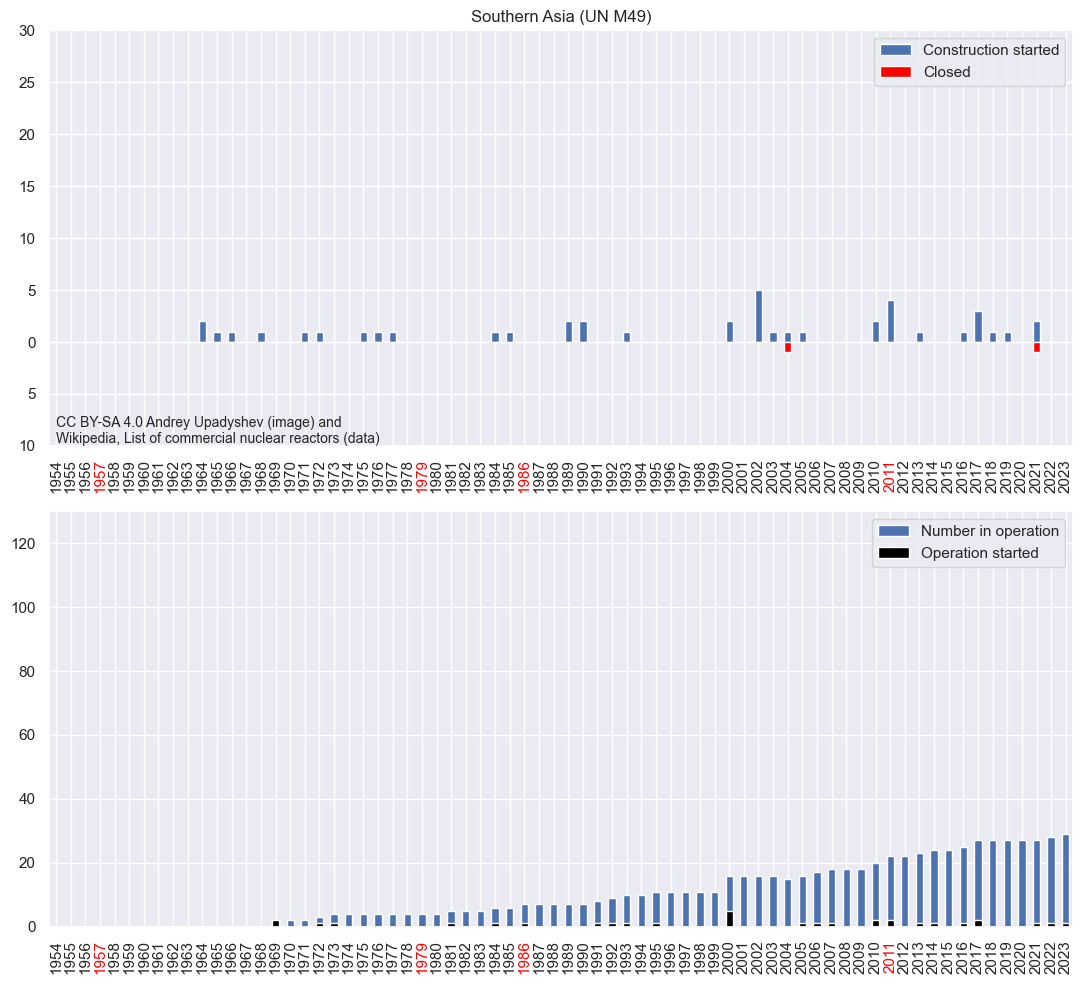 Southern Asia (UN M49)
30
25
20
15
10
5
0
5
10
Construction started
Closed
CC BY-SA 4.0 Andrey Upadyshev (image) and
Wikipedia, List of commercial nuclear reactors (data)
1954 1955 1956 1957 1958 1959 1960 1961 1962 1963 1964 1965 1966 1967 1968 1969 1970 1971 1972 1973 1974 1975 1976 1977 1978 1979 1980 1981 1982 1983 1984 1985 1986 1987 1988 1989 1990 1991 1992 1993 1994 1995 1996 1997 1998 1999 2000 2001 2002 2003 2004 2005 2006 2007 2008 2009 2010 2011 2012 2013 2014 2015 2016 2017 2018 2019 2020 2021 2022 2023
120
100
80
60
40
20
0
Number in operation
Operation started
1954 1955 1956 1957 1958 1959 1960 1961 1962 1963 1964 1965 1966 1967 1968 1969 1970 1971 1972 1973 1974 1975 1976 1977 1978 1979 1980 1981 1982 1983 1984 1985 1986 1987 1988 1989 1990 1991 1992 1993 1994 1995 1996 1997 1998 1999 2000 2001 2002 2003 2004 2005 2006 2007 2008 2009 2010 2011 2012 2013 2014 2015 2016 2017 2018 2019 2020 2021 2022 2023